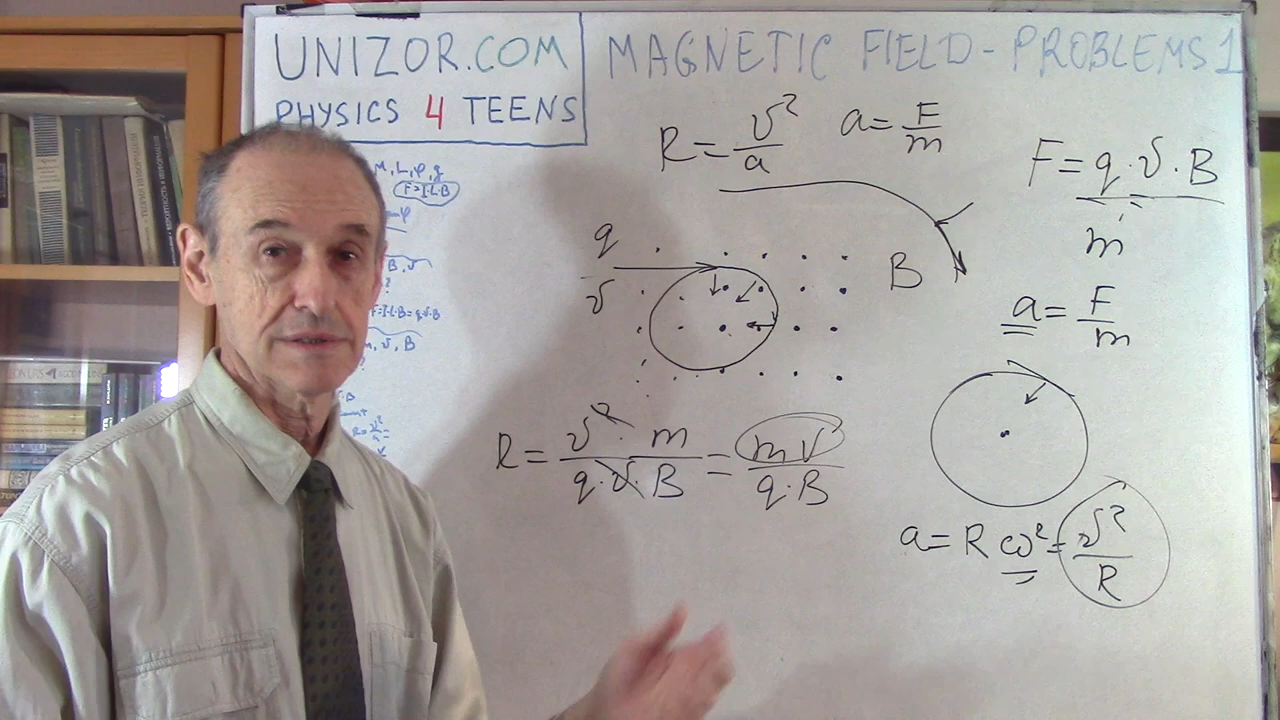 UNIZOR.COM
PHYSICS 4 TEENS
MAGNETIC FIELD - PROBLEMS 1
R = v²/a
a = F/m
F = q·v·B
m
q
v
B
a = F/m
R = v²·m / q·v·B = mv / q·B
a = Rω² = v²/R
M, L, φ, g
F=I·L·B
B, v
F=I·L·B=q·v·B
m, v, B